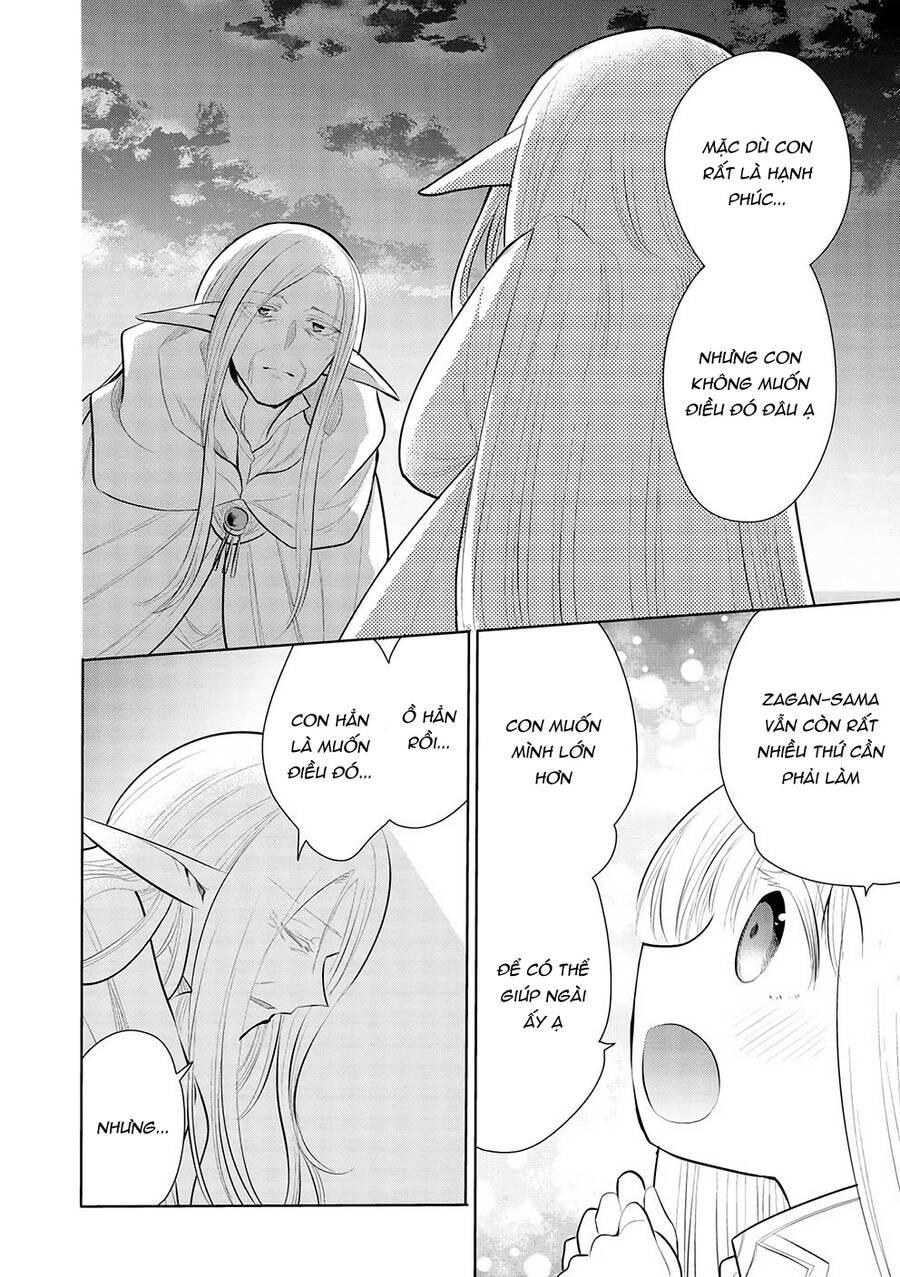 MẶC DÙ CON
RẤT LÀ HẠNH
PHÚC...
NHƯNG CON
KHÔNG MUỐN
ĐIỀU ĐÓ ĐÂU Ạ
ZAGAN-SAMA
VẪN CÒN RẤT
NHIỀU THỨ CẦN
PHẢI LÀM
CON MUỐN
MÌNH LỚN
HƠN
ĐỂ CÓ THỂ
GIÚP NGÀI
ẤY Ạ
Ồ HẲN
RỒI...
CON HẲN
LÀ MUỐN
ĐIỀU ĐÓ...
NHƯNG...